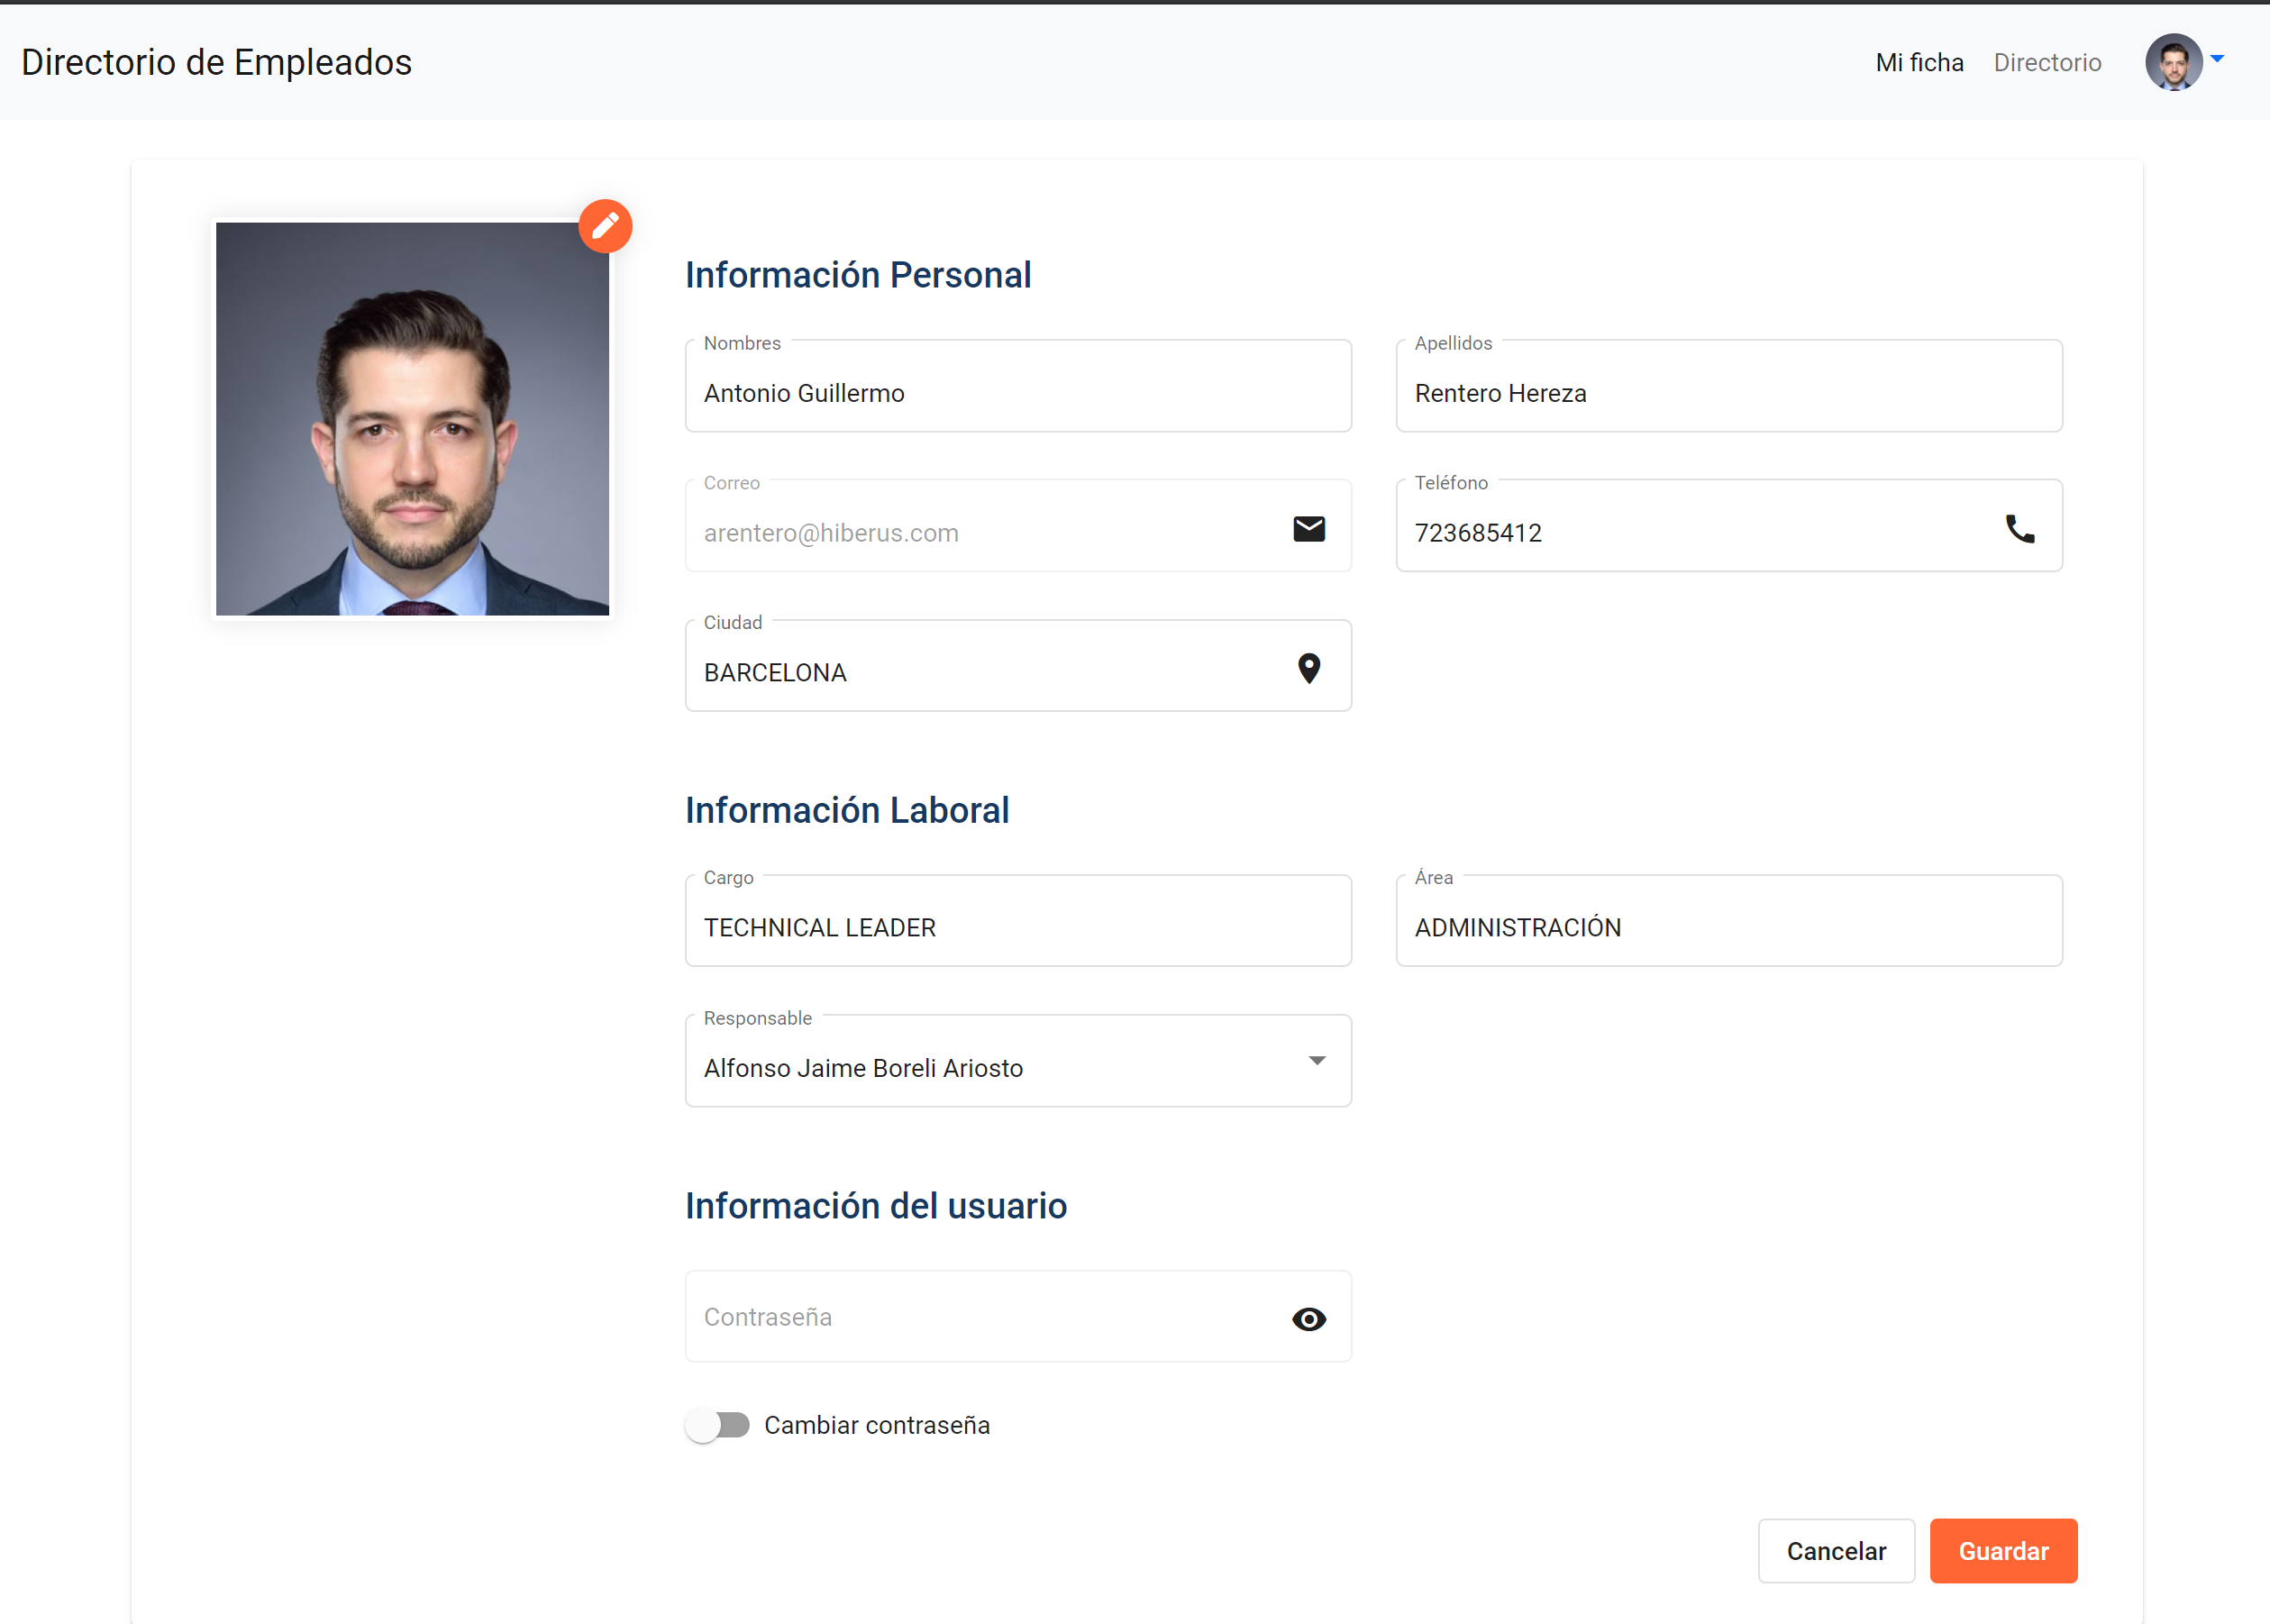 Directorio de Empleados
Mi ficha
Directorio
Información Personal
Nombres
Antonio Guillermo
Apellidos
Rentero Hereza
Correo
arentero@hiberus.com
Teléfono
723685412
Ciudad
BARCELONA
Información Laboral
Cargo
TECHNICAL LEADER
Área
ADMINISTRACIÓN
Responsable
Alfonso Jaime Boreli Ariosto
Información del usuario
Contraseña
Cambiar contraseña
Cancelar
Guardar